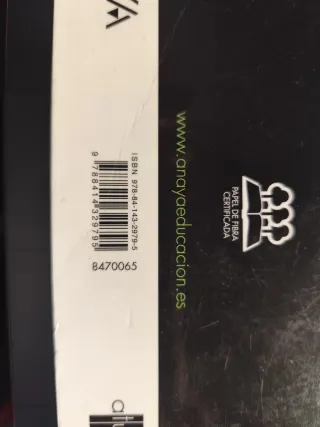 ISBN 978-84-143-2979-5
9 788414 329795
8470065
www.anayaeducacion.es
PAPEL DE FIBRA
CERTIFICADA